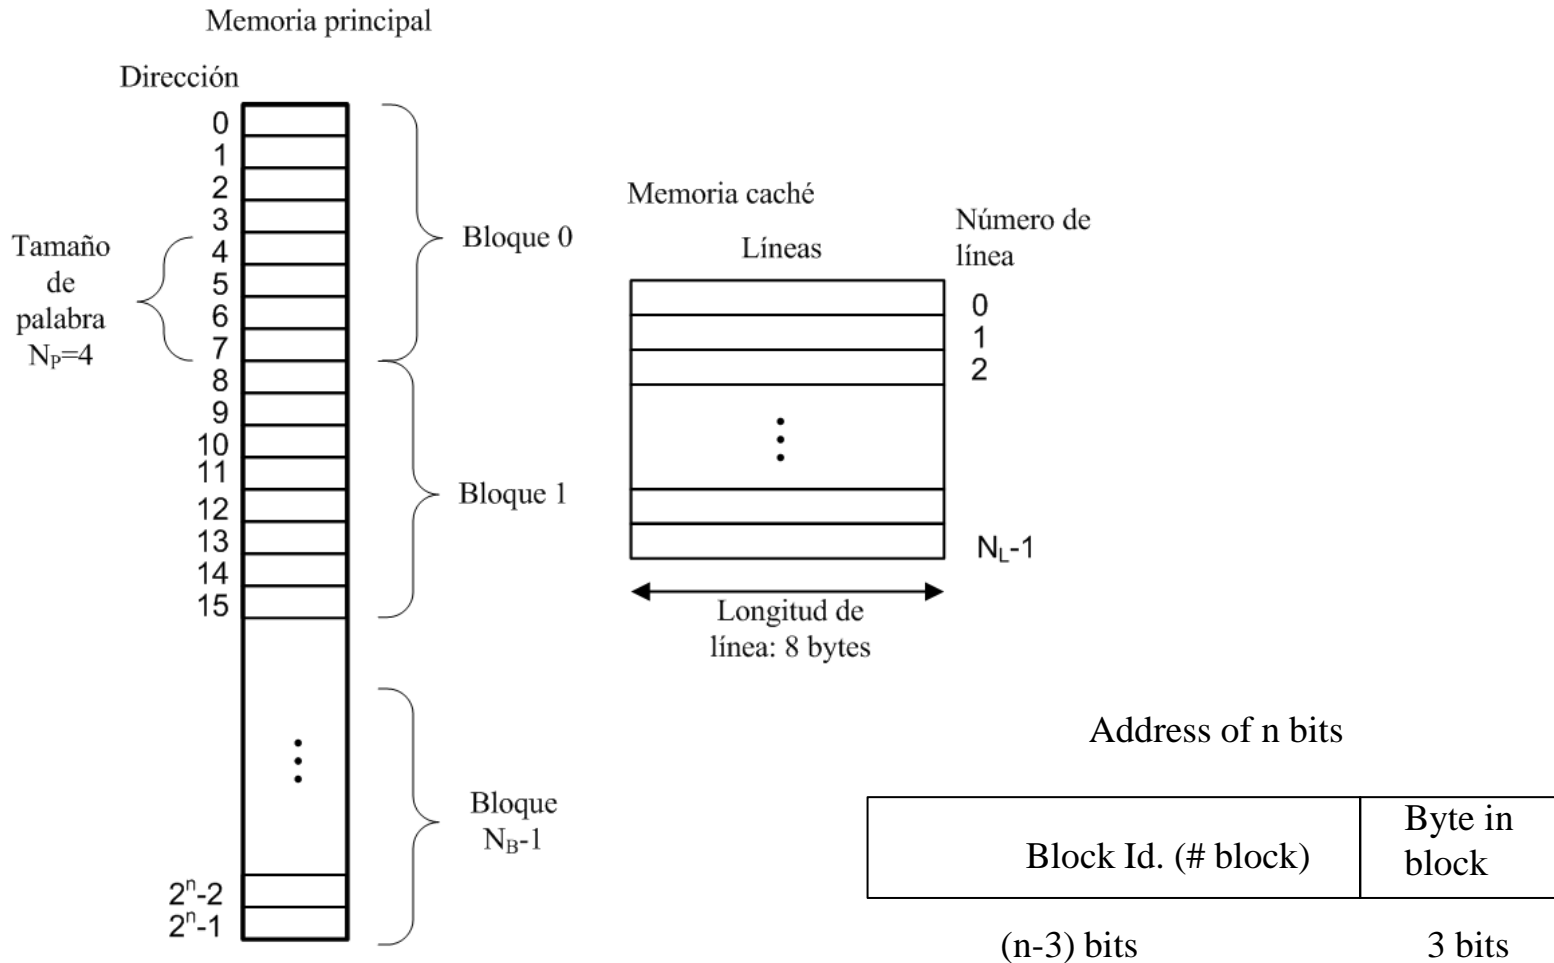 Memoria principal
Dirección
0
1
2
3
4
5
6
7
8
9
10
11
12
13
14
15
2ⁿ-2
2ⁿ-1
Tamaño
de
palabra
N_P=4
Bloque 0
Bloque 1
Bloque
N_B-1
Memoria caché
Líneas
Número de
línea
0
1
2
N_L-1
Longitud de
línea: 8 bytes
Address of n bits
Block Id. (# block)
Byte in
block
(n-3) bits
3 bits